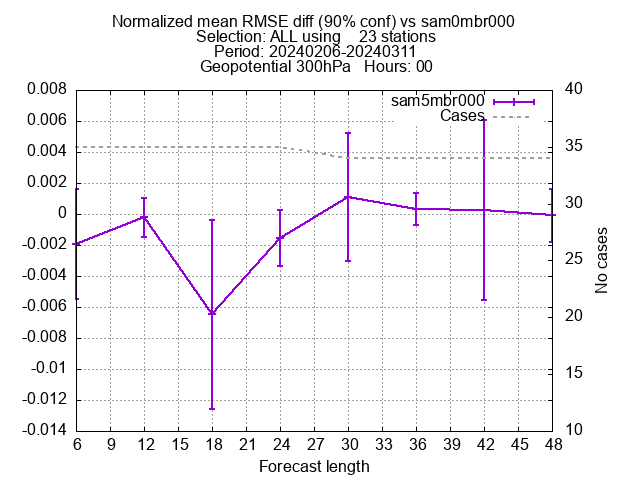 Normalized mean RMSE diff (90% conf) vs sam0mbr000
Selection: ALL using    23 stations
Period: 20240206-20240311
Geopotential 300hPa   Hours: 00
sam5mbr000
Cases
0.008
0.006
0.004
0.002
0
-0.002
-0.004
-0.006
-0.008
-0.01
-0.012
-0.014
40
35
30
25
20
15
10
No cases
6 9 12 15 18 21 24 27 30 33 36 39 42 45 48
Forecast length